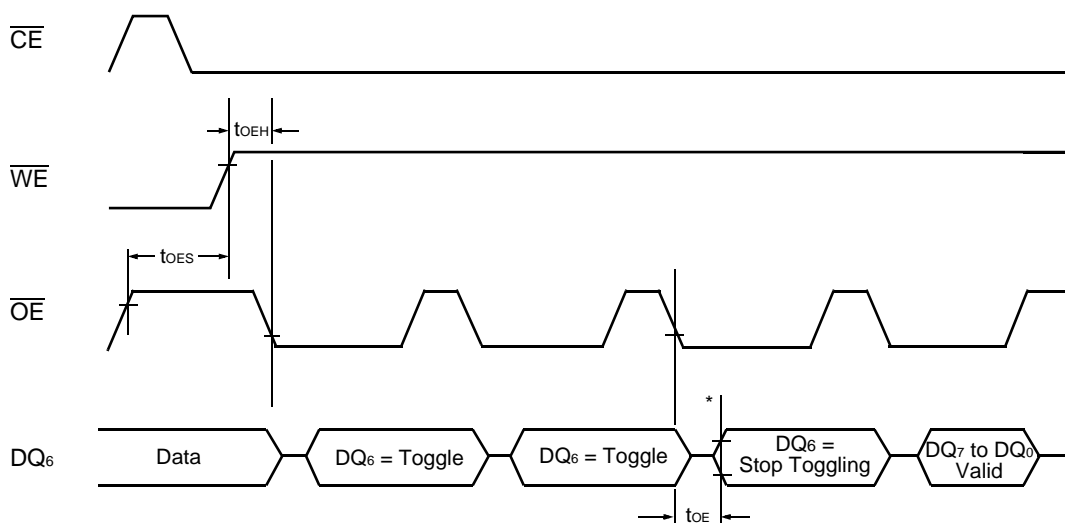 CE
tOEH
WE
tOES
OE
*
DQ6
Data
DQ6 = Toggle
DQ6 = Toggle
DQ6 =
Stop Toggling
DQ7 to DQ0
Valid
tOE